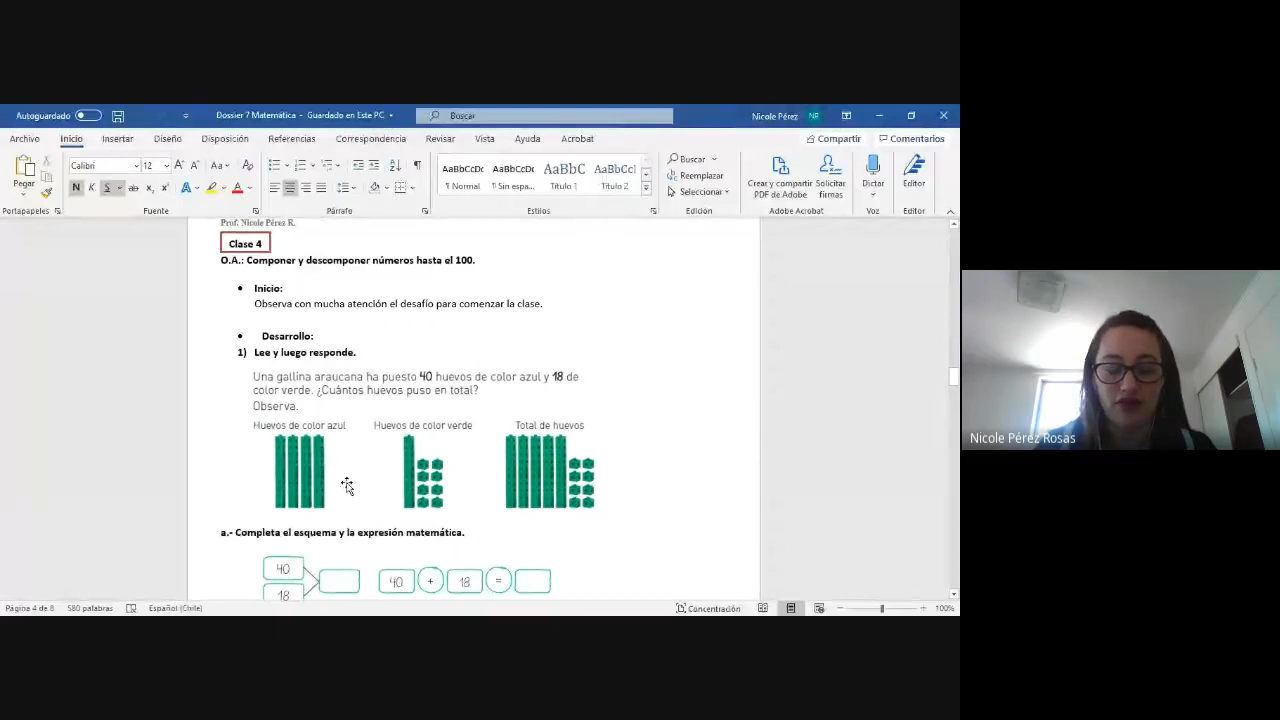 Autoguardado
Dossier 7 Matemática - Guardado en Este PC
Buscar
Nicole Pérez
NP
Archivo
Inicio
Insertar
Diseño
Disposición
Referencias
Correspondencia
Revisar
Vista
Ayuda
Acrobat
Compartir
Comentarios
Pegar
Calibri
12
N K S ab x₂ x²
AaBbCcDc AaBbCcDc AaBbC AaBbCcI
¶ Normal ¶ Sin espa... Título 1 Título 2
Buscar
Reemplazar
Seleccionar
Crear y compartir PDF de Adobe
Solicitar firmas
Dictar
Editor
Portapapeles
Fuente
Párrafo
Estilos
Edición
Adobe Acrobat
Voz
Editor
Prof. Nicole Pérez R.
Clase 4
O.A.: Componer y descomponer números hasta el 100.
• Inicio:
Observa con mucha atención el desafío para comenzar la clase.
• Desarrollo:
1) Lee y luego responde.
Una gallina araucana ha puesto 40 huevos de color azul y 18 de
color verde. ¿Cuántos huevos puso en total?
Observa.
Huevos de color azul
Huevos de color verde
Total de huevos
a.- Completa el esquema y la expresión matemática.
40
18
40 + 18 =
Página 4 de 8
580 palabras
Español (Chile)
Concentración
100%
Nicole Pérez Rosas